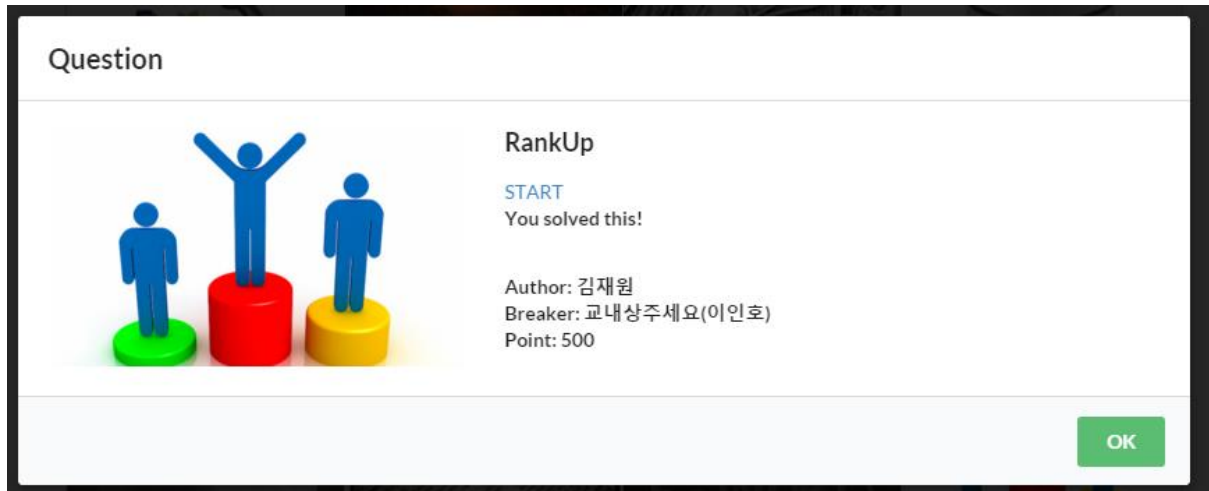 Question
RankUp
START
You solved this!
Author: 김재원
Breaker: 교내상주세요(이인호)
Point: 500
OK